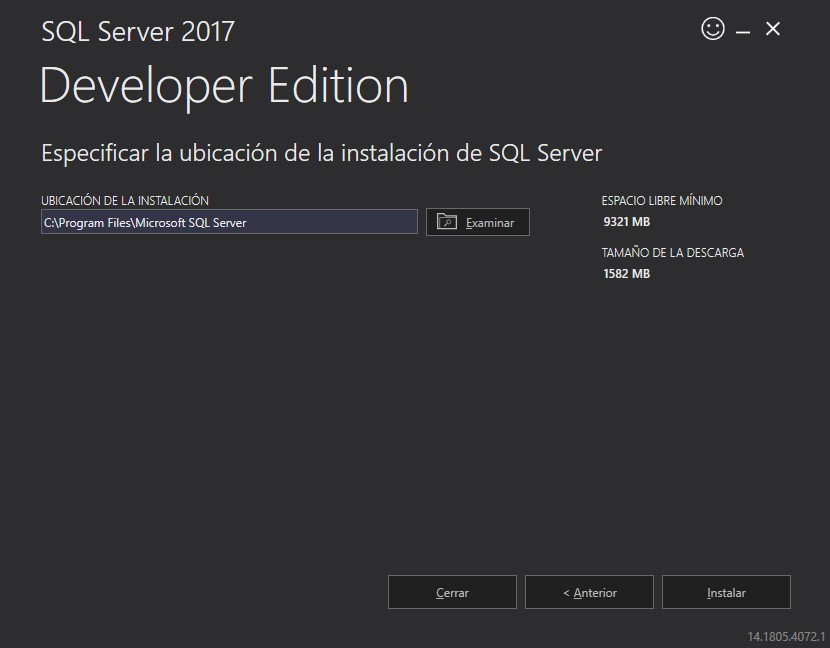 SQL Server 2017
Developer Edition
Especificar la ubicación de la instalación de SQL Server
UBICACIÓN DE LA INSTALACIÓN
C:\Program Files\Microsoft SQL Server
Examinar
ESPACIO LIBRE MÍNIMO
9321 MB
TAMAÑO DE LA DESCARGA
1582 MB
Cerrar
< Anterior
Instalar
14.1805.4072.1